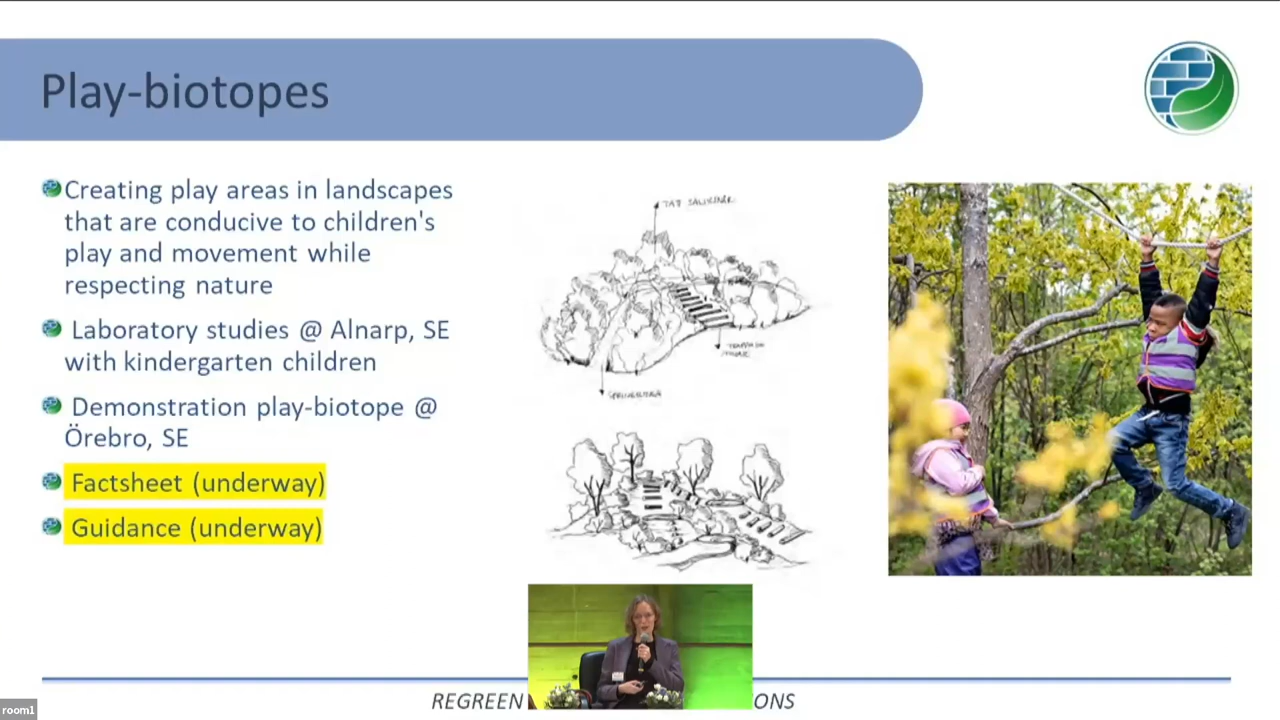 Play-biotopes
Creating play areas in landscapes
that are conducive to children's
play and movement while
respecting nature
Laboratory studies @ Alnarp, SE
with kindergarten children
Demonstration play-biotope @
Örebro, SE
Factsheet (underway)
Guidance (underway)
REGREEN
ONS
room1